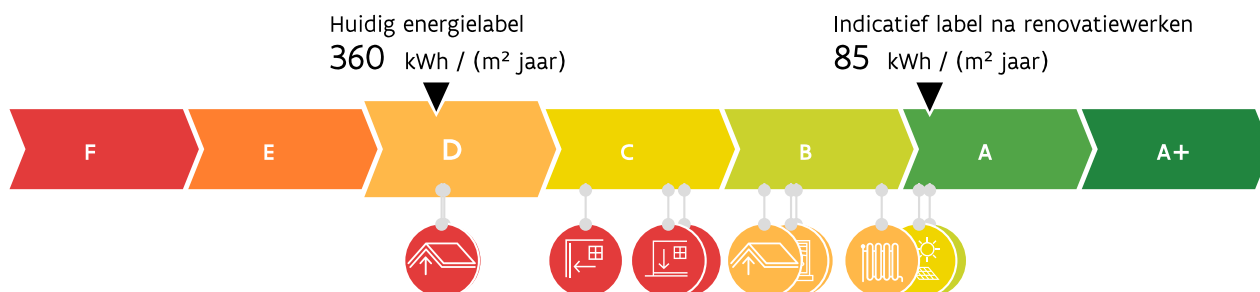 Huidig energielabel
360 kWh / (m² jaar)
Indicatief label na renovatiewerken
85 kWh / (m² jaar)
F E D C B A A+